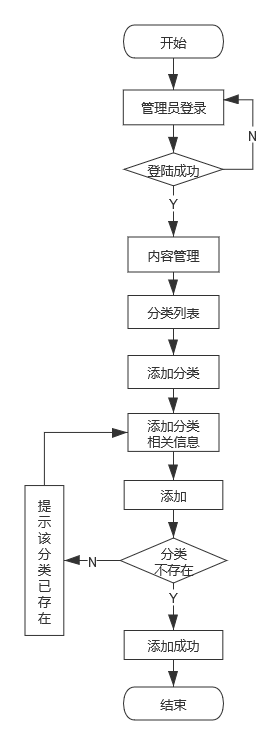 开始
管理员登录
N
登陆成功
Y
内容管理
分类列表
添加分类
添加分类
相关信息
添加
提示该分类已存在
N
分类
不存在
Y
添加成功
结束